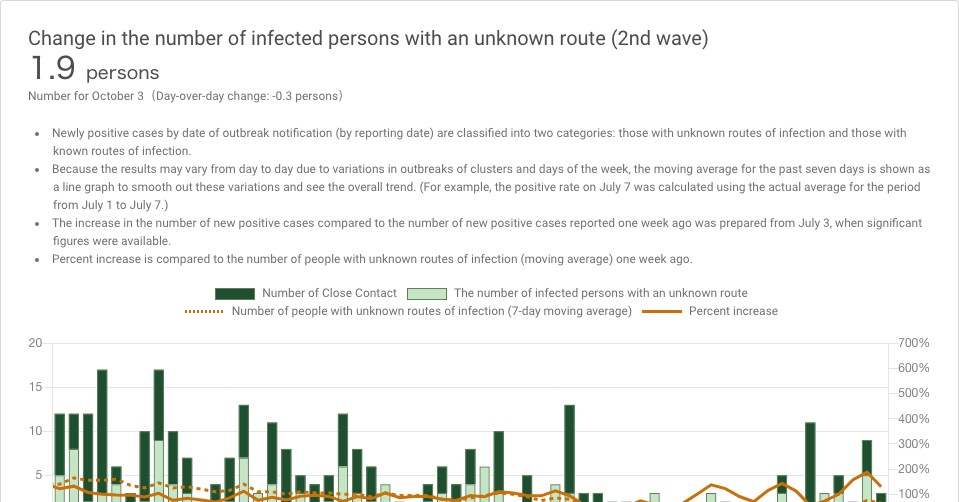 Change in the number of infected persons with an unknown route (2nd wave)
1.9 persons
Number for October 3（Day-over-day change: -0.3 persons）
• Newly positive cases by date of outbreak notification (by reporting date) are classified into two categories: those with unknown routes of infection and those with
known routes of infection.
• Because the results may vary from day to day due to variations in outbreaks of clusters and days of the week, the moving average for the past seven days is shown as
a line graph to smooth out these variations and see the overall trend. (For example, the positive rate on July 7 was calculated using the actual average for the period
from July 1 to July 7.)
• The increase in the number of new positive cases compared to the number of new positive cases reported one week ago was prepared from July 3, when significant
figures were available.
• Percent increase is compared to the number of people with unknown routes of infection (moving average) one week ago.
Number of Close Contact The number of infected persons with an unknown route
Number of people with unknown routes of infection (7-day moving average) Percent increase
20 700%
600%
15 500%
400%
10 300%
200%
5 100%